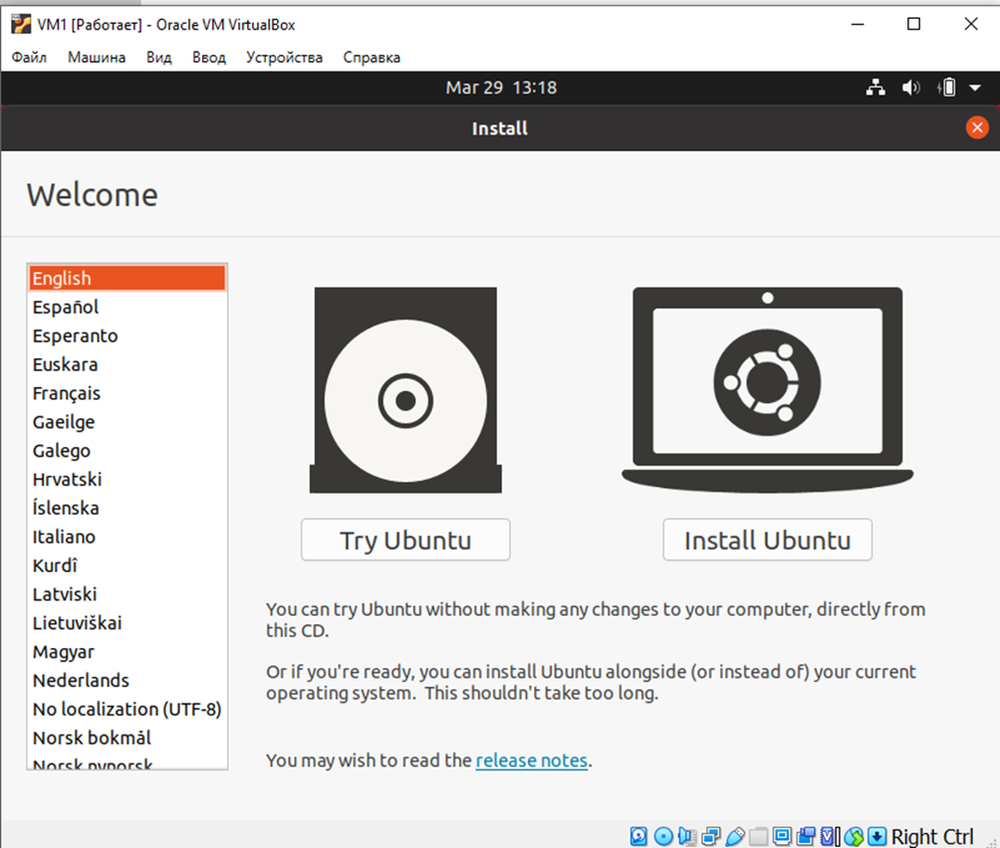 VM1 [Работает] - Oracle VM VirtualBox
Файл Машина Вид Ввод Устройства Справка
Mar 29 13:18
Install
Welcome
English
Español
Esperanto
Euskara
Français
Gaeilge
Galego
Hrvatski
Íslenska
Italiano
Kurdî
Latviski
Lietuviškai
Magyar
Nederlands
No localization (UTF-8)
Norsk bokmål
Norsk nynorsk
Try Ubuntu
Install Ubuntu
You can try Ubuntu without making any changes to your computer, directly from
this CD.
Or if you're ready, you can install Ubuntu alongside (or instead of) your current
operating system. This shouldn't take too long.
You may wish to read the release notes.
Right Ctrl